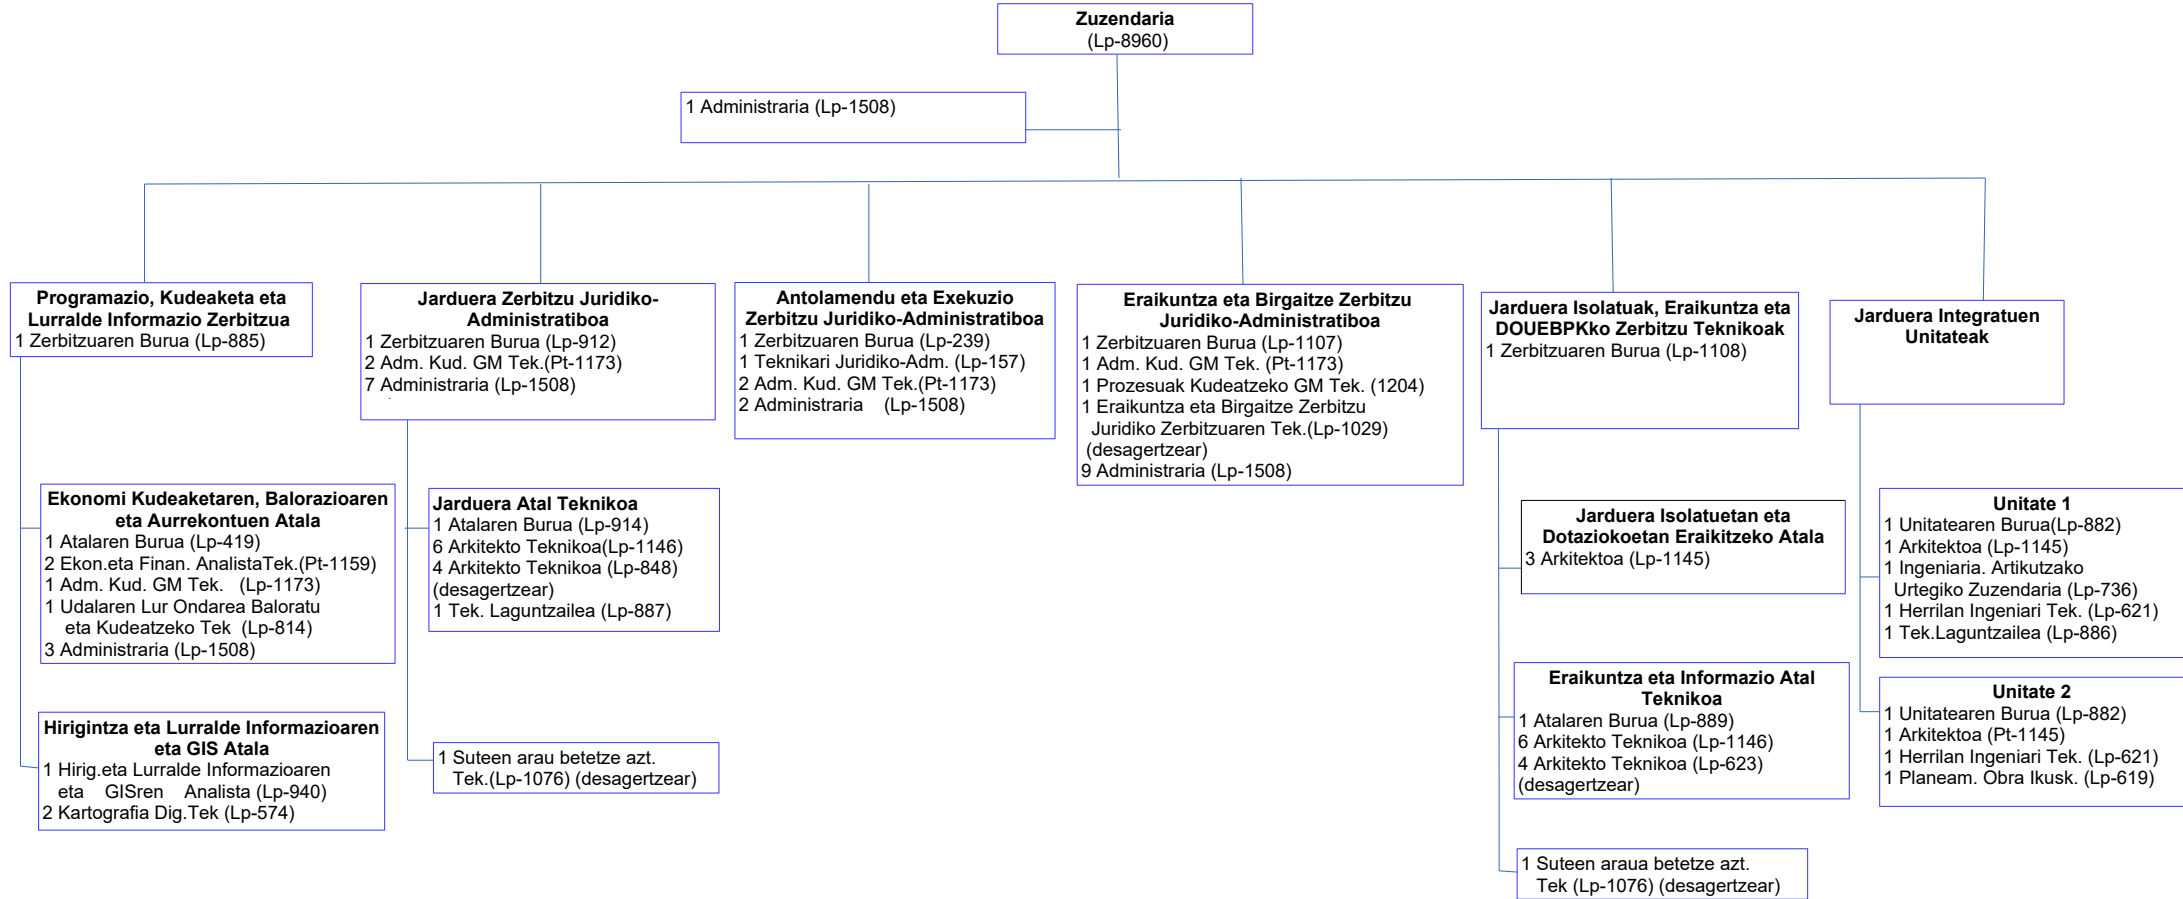 Zuzendaria
(Lp-8960)
1 Administraria (Lp-1508)
Programazio, Kudeaketa eta
Lurralde Informazio Zerbitzua
1 Zerbitzuaren Burua (Lp-885)
Ekonomi Kudeaketaren, Balorazioaren
eta Aurrekontuen Atala
1 Atalaren Burua (Lp-419)
2 Ekon.eta Finan. AnalistaTek.(Pt-1159)
1 Adm. Kud. GM Tek. (Lp-1173)
1 Udalaren Lur Ondarea Baloratu
eta Kudeatzeko Tek (Lp-814)
3 Administraria (Lp-1508)
Hirigintza eta Lurralde Informazioaren
eta GIS Atala
1 Hirig.eta Lurralde Informazioaren
eta GISren Analista (Lp-940)
2 Kartografia Dig.Tek (Lp-574)
Jarduera Zerbitzu Juridiko-
Administratiboa
1 Zerbitzuaren Burua (Lp-912)
2 Adm. Kud. GM Tek.(Pt-1173)
7 Administraria (Lp-1508)
Jarduera Atal Teknikoa
1 Atalaren Burua (Lp-914)
6 Arkitekto Teknikoa(Lp-1146)
4 Arkitekto Teknikoa (Lp-848)
(desagertzear)
1 Tek. Laguntzailea (Lp-887)
1 Suteen arau betetze azt.
Tek.(Lp-1076) (desagertzear)
Antolamendu eta Exekuzio
Zerbitzu Juridiko-Administratiboa
1 Zerbitzuaren Burua (Lp-239)
1 Teknikari Juridiko-Adm. (Lp-157)
2 Adm. Kud. GM Tek.(Pt-1173)
2 Administraria (Lp-1508)
Eraikuntza eta Birgaitze Zerbitzu
Juridiko-Administratiboa
1 Zerbitzuaren Burua (Lp-1107)
1 Adm. Kud. GM Tek. (Pt-1173)
1 Prozesuak Kudeatzeko GM Tek. (1204)
1 Eraikuntza eta Birgaitze Zerbitzu
Juridiko Zerbitzuaren Tek.(Lp-1029)
(desagertzear)
9 Administraria (Lp-1508)
Jarduera Isolatuak, Eraikuntza eta
DOUEBPKko Zerbitzu Teknikoak
1 Zerbitzuaren Burua (Lp-1108)
Jarduera Isolatuetan eta
Dotaziokoetan Eraikitzeko Atala
3 Arkitektoa (Lp-1145)
Eraikuntza eta Informazio Atal
Teknikoa
1 Atalaren Burua (Lp-889)
6 Arkitekto Teknikoa (Lp-1146)
4 Arkitekto Teknikoa (Lp-623)
(desagertzear)
1 Suteen araua betetze azt.
Tek (Lp-1076) (desagertzear)
Jarduera Integratuen
Unitateak
Unitate 1
1 Unitatearen Burua(Lp-882)
1 Arkitektoa (Lp-1145)
1 Ingeniaria. Artikutzako
Urtegiko Zuzendaria (Lp-736)
1 Herrilan Ingeniari Tek. (Lp-621)
1 Tek.Laguntzailea (Lp-886)
Unitate 2
1 Unitatearen Burua (Lp-882)
1 Arkitektoa (Pt-1145)
1 Herrilan Ingeniari Tek. (Lp-621)
1 Planeam. Obra Ikusk. (Lp-619)